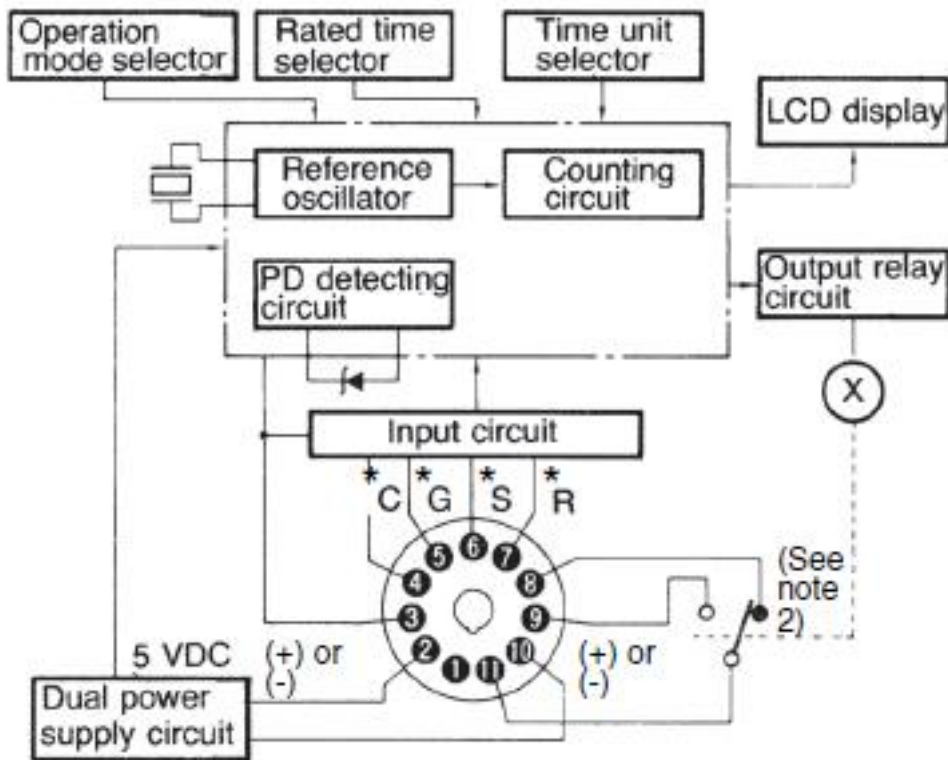 Operation
mode selector
Rated time
selector
Time unit
selector
LCD display
Reference
oscillator
Counting
circuit
PD detecting
circuit
Output relay
circuit
X
Input circuit
* C
* G
* S
* R
5
6
7
4
8
3
9
2
1
11
10
(See
note
2)
5 VDC
(+) or
(-)
(+) or
(-)
Dual power
supply circuit